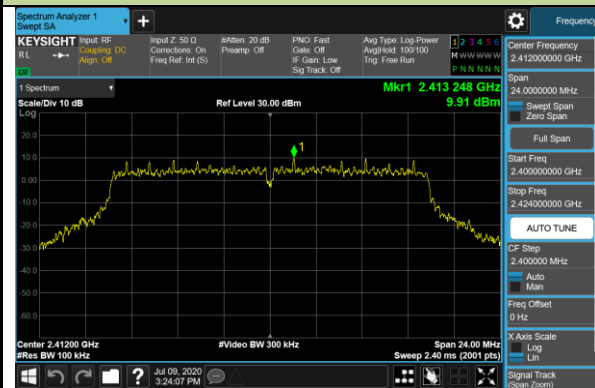 Spectrum Analyzer 1
Swept SA
Frequency
KEYSIGHT
RL
Input: RF
Coupling: DC
Align: Off
Input Z: 50 Ω
Corrections: On
Freq Ref: Int (S)
#Atten: 20 dB
Preamp: Off
PNO: Fast
Gate: Off
IF Gain: Low
Sig Track: Off
Avg Type: Log-Power
Avg|Hold: 100/100
Trig: Free Run
1 2 3 4 5 6
M W W W W W
P N N N N N
1 Spectrum
Scale/Div 10 dB
Log
Ref Level 30.00 dBm
Mkr1 2.413 248 GHz
9.91 dBm
20.0
10.0
0.00
-10.0
-20.0
-30.0
-40.0
-50.0
-60.0
1
Center 2.41200 GHz
#Res BW 100 kHz
#Video BW 300 kHz
Span 24.00 MHz
Sweep 2.40 ms (2001 pts)
Center Frequency
2.412000000 GHz
Span
24.0000000 MHz
Swept Span
Zero Span
Full Span
Start Freq
2.400000000 GHz
Stop Freq
2.424000000 GHz
AUTO TUNE
CF Step
2.400000 MHz
Auto
Man
Freq Offset
0 Hz
X Axis Scale
Log
Lin
Signal Track
(Span Zoom)
Jul 09, 2020
3:24:07 PM